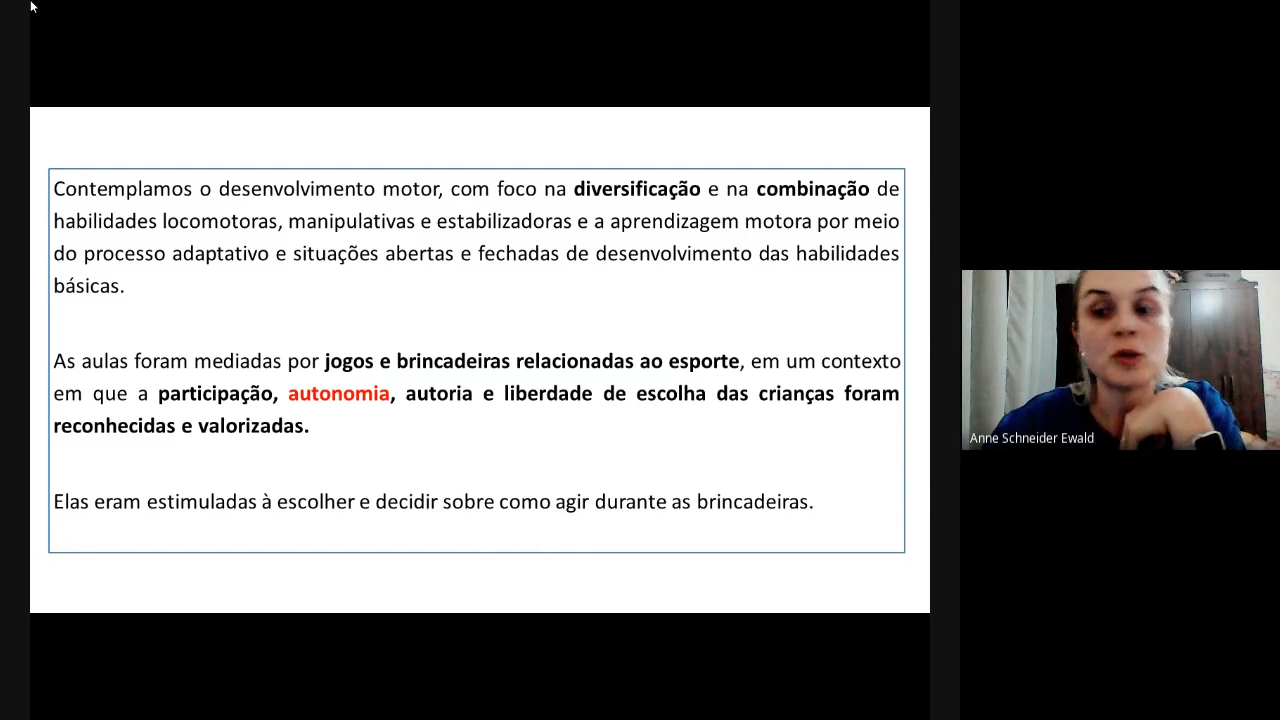 Contemplamos o desenvolvimento motor, com foco na diversificação e na combinação de
habilidades locomotoras, manipulativas e estabilizadoras e a aprendizagem motora por meio
do processo adaptativo e situações abertas e fechadas de desenvolvimento das habilidades
básicas.
As aulas foram mediadas por jogos e brincadeiras relacionadas ao esporte, em um contexto
em que a participação, autonomia, autoria e liberdade de escolha das crianças foram
reconhecidas e valorizadas.
Elas eram estimuladas à escolher e decidir sobre como agir durante as brincadeiras.
Anne Schneider Ewald